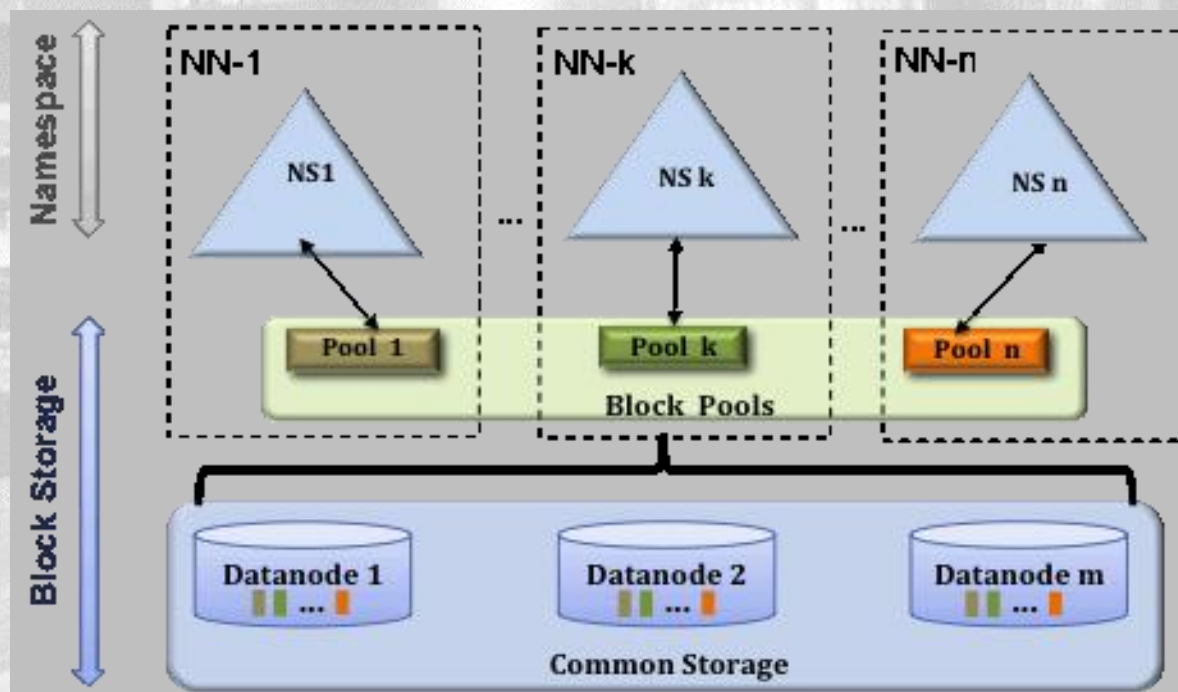 Namespace
Block Storage
NN-1
NN-k
NN-n
NS1
NS k
NS n
...
...
Pool 1
Pool k
Pool n
Block Pools
Datanode 1
...
Datanode 2
...
Datanode m
...
Common Storage